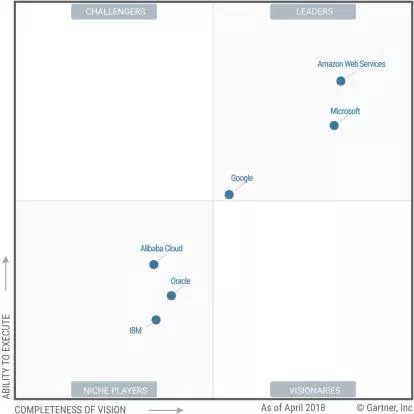 CHALLENGERS
LEADERS
Amazon Web Services
Microsoft
Google
Alibaba Cloud
Oracle
IBM
ABILITY TO EXECUTE
NICHE PLAYERS
VISIONARIES
COMPLETENESS OF VISION
As of April 2018
© Gartner, Inc